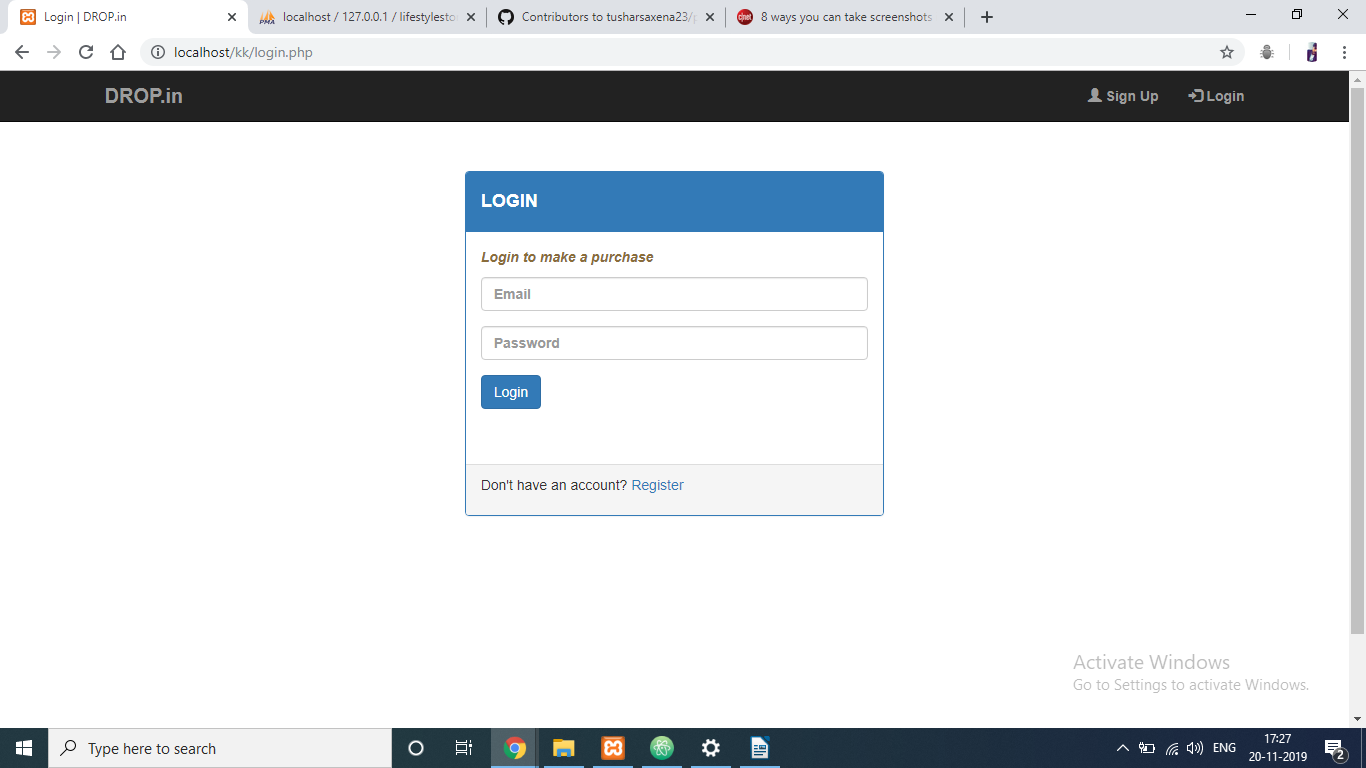 Login | DROP.in
localhost / 127.0.0.1 / lifestylesto
Contributors to tusharsaxena23/
8 ways you can take screenshots
localhost/kk/login.php
DROP.in
Sign Up
Login
LOGIN
Login to make a purchase
Email
Password
Login
Don't have an account? Register
Activate Windows
Go to Settings to activate Windows.
Type here to search
ENG
17:27
20-11-2019
2
PMA
cnet